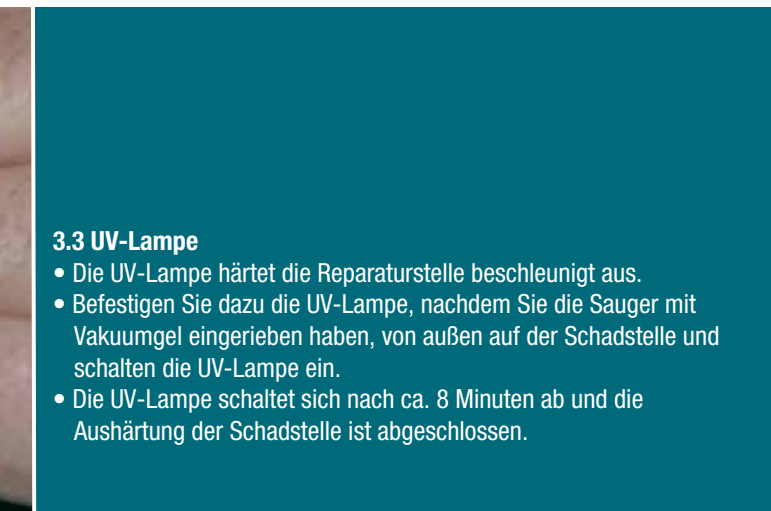 3.3 UV-Lampe
• Die UV-Lampe härtet die Reparaturstelle beschleunigt aus.
• Befestigen Sie dazu die UV-Lampe, nachdem Sie die Sauger mit
Vakuumgel eingerieben haben, von außen auf der Schadstelle und
schalten die UV-Lampe ein.
• Die UV-Lampe schaltet sich nach ca. 8 Minuten ab und die
Aushärtung der Schadstelle ist abgeschlossen.